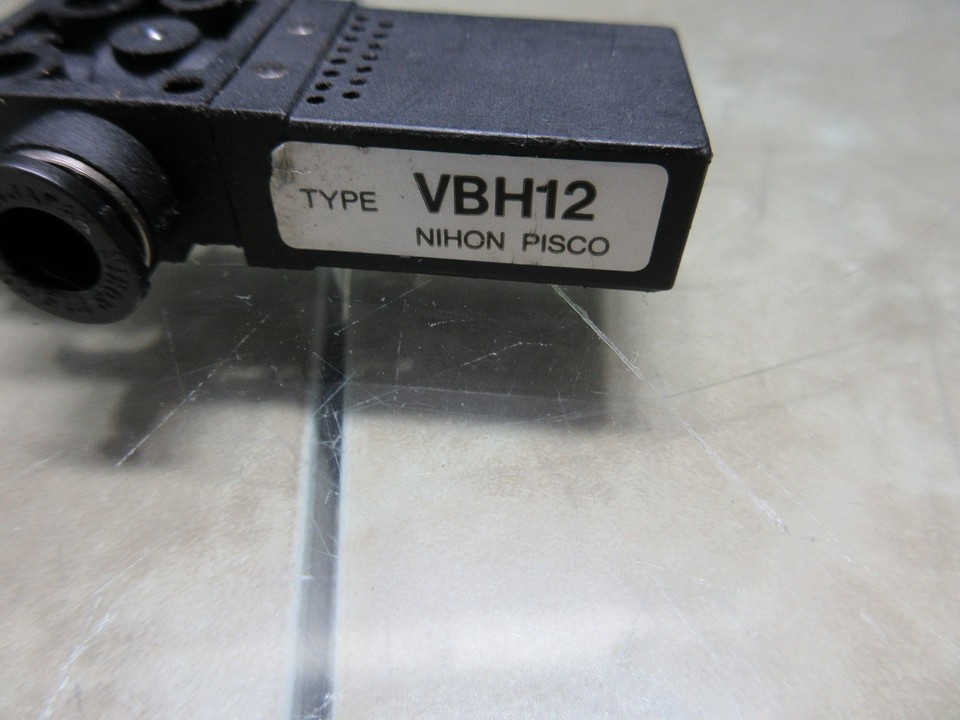 TYPE VBH12
NIHON PISCO